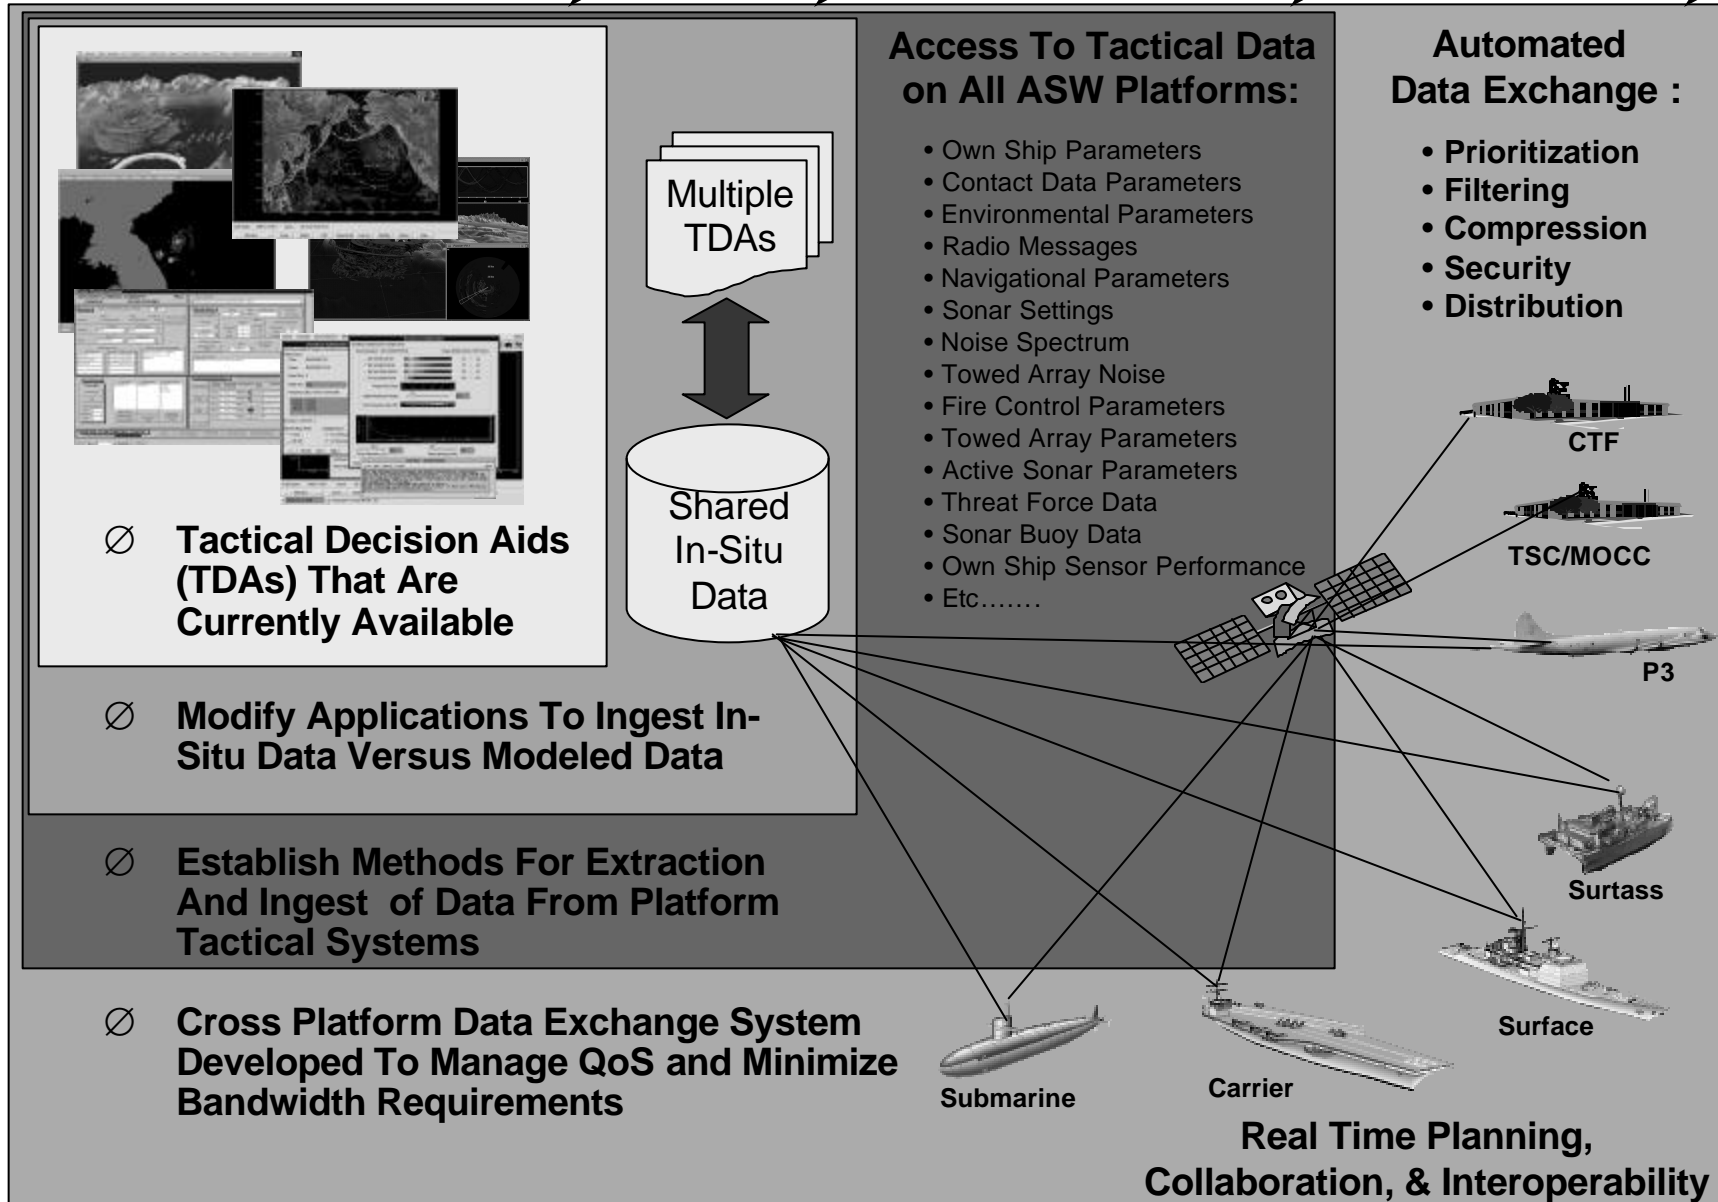 Access To Tactical Data
on All ASW Platforms:
• Own Ship Parameters
• Contact Data Parameters
• Environmental Parameters
• Radio Messages
• Navigational Parameters
• Sonar Settings
• Noise Spectrum
• Towed Array Noise
• Fire Control Parameters
• Towed Array Parameters
• Active Sonar Parameters
• Threat Force Data
• Sonar Buoy Data
• Own Ship Sensor Performance
• Etc…….
Automated
Data Exchange :
• Prioritization
• Filtering
• Compression
• Security
• Distribution
Multiple
TDAs
Shared
In-Situ
Data
∅ Tactical Decision Aids
(TDAs) That Are
Currently Available
∅ Modify Applications To Ingest In-
Situ Data Versus Modeled Data
∅ Establish Methods For Extraction
And Ingest of Data From Platform
Tactical Systems
∅ Cross Platform Data Exchange System
Developed To Manage QoS and Minimize
Bandwidth Requirements
CTF
TSC/MOCC
P3
Surtass
Surface
Carrier
Submarine
Real Time Planning,
Collaboration, & Interoperability